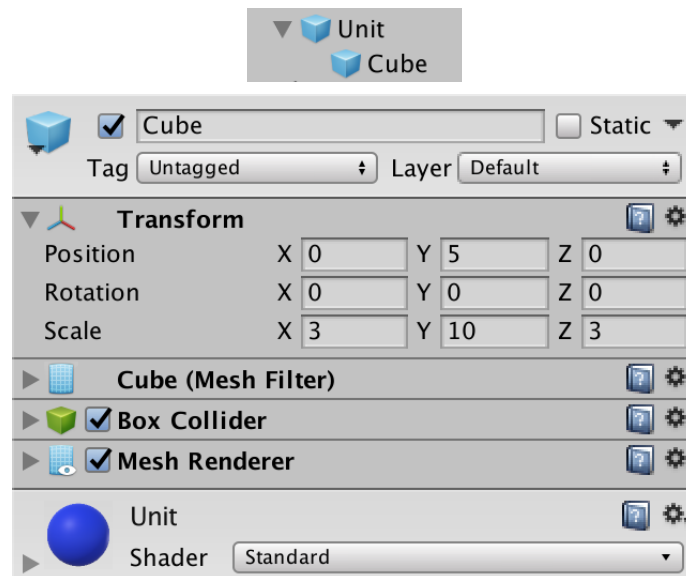 Unit
Cube
Cube Static
Tag Untagged Layer Default
Transform
Position X 0 Y 5 Z 0
Rotation X 0 Y 0 Z 0
Scale X 3 Y 10 Z 3
Cube (Mesh Filter)
Box Collider
Mesh Renderer
Unit
Shader Standard